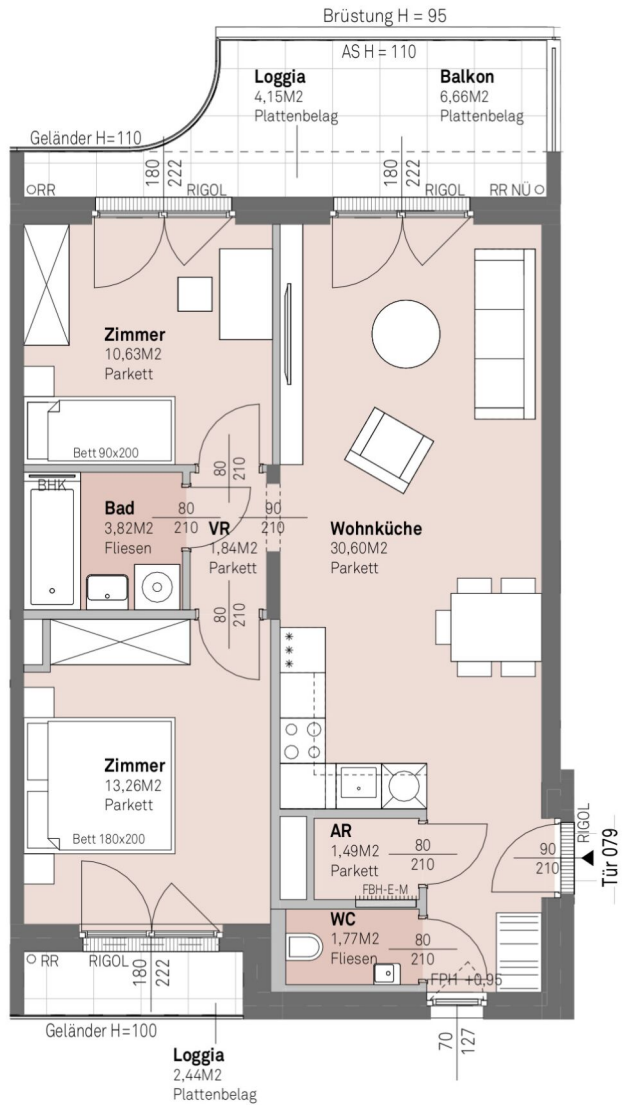 Brüstung H = 95
AS H = 110
Loggia
4,15M2
Plattenbelag
Balkon
6,66M2
Plattenbelag
Geländer H=110
180
222
180
222
RR
RIGOL
RIGOL
RR NÜ
Zimmer
10,63M2
Parkett
Bett 90x200
80
210
BHK
Bad
3,82M2
Fliesen
80
210
VR
1,84M2
Parkett
90
210
Wohnküche
30,60M2
Parkett
80
210
Zimmer
13,26M2
Parkett
Bett 180x200
AR
1,49M2
Parkett
80
210
FBH-E-M
90
210
RIGOL
Tür 079
WC
1,77M2
Fliesen
80
210
FPH +0,95
RR
RIGOL
180
222
Geländer H=100
70
127
Loggia
2,44M2
Plattenbelag